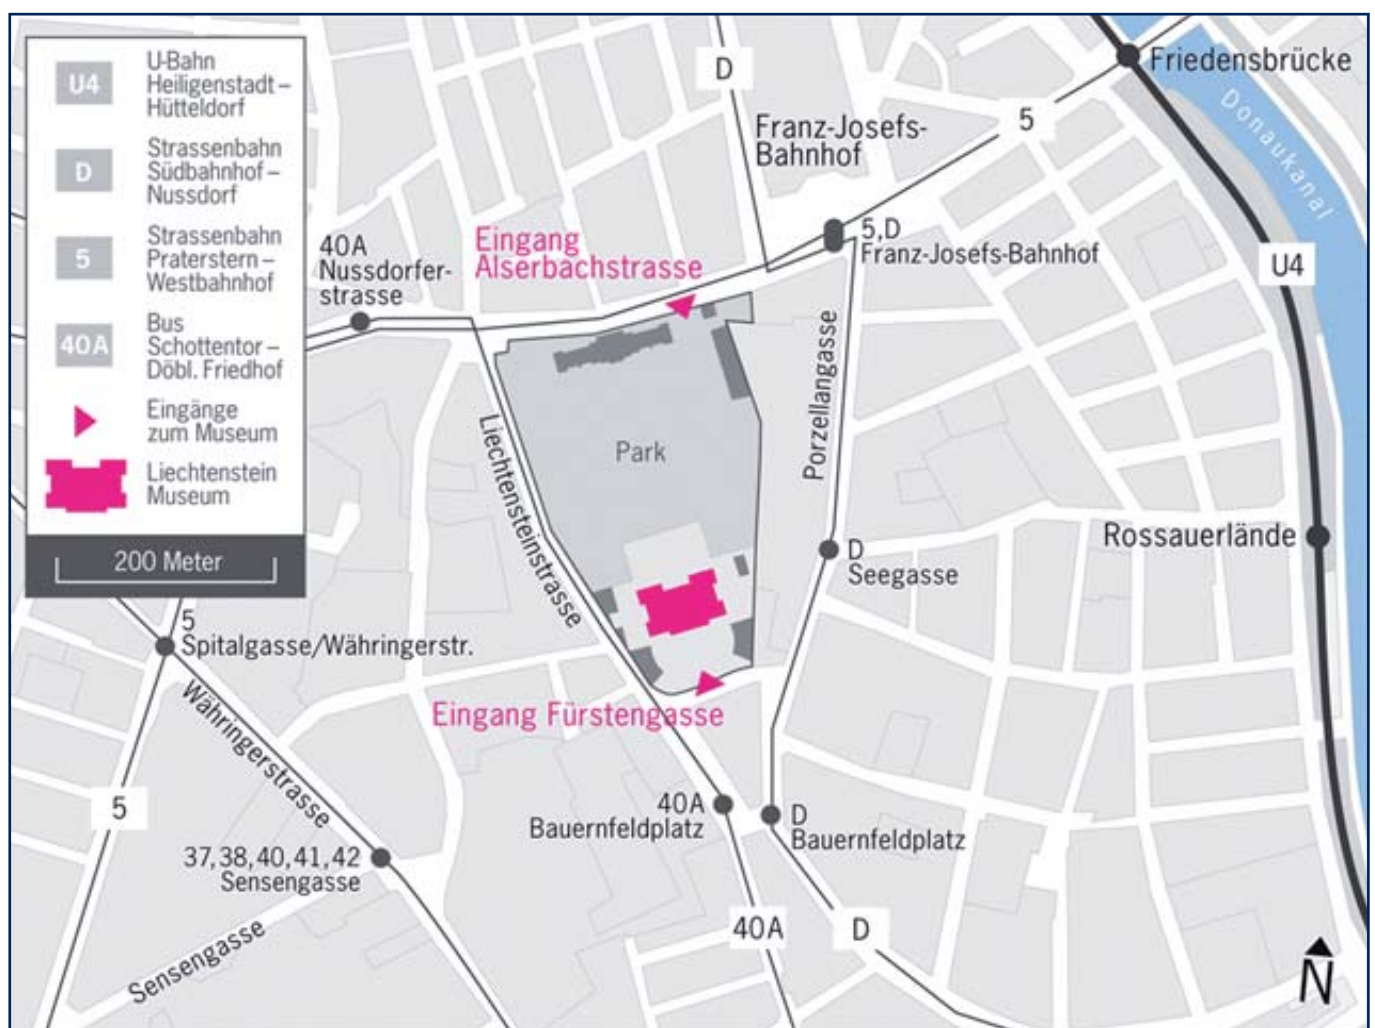 U4
U-Bahn
Heiligenstadt –
Hütteldorf
D
Strassenbahn
Südbahnhof –
Nussdorf
5
Strassenbahn
Praterstern –
Westbahnhof
40A
Bus
Schottentor –
Döbl. Friedhof
Eingänge
zum Museum
Liechtenstein
Museum
200 Meter
D
Franz-Josefs-
Bahnhof
5
Friedensbrücke
Donaukanal
U4
5,D
Franz-Josefs-Bahnhof
40A
Nussdorfer-
strasse
Eingang
Alserbachstrasse
Porzellangasse
Liechtensteinstrasse
Park
Rossauerlände
D
Seegasse
5
Spitalgasse/Währingerstr.
Währingerstrasse
Eingang Fürstengasse
5
40A
Bauernfeldplatz
D
Bauernfeldplatz
37,38,40,41,42
Sensengasse
Sensengasse
40A
D
N